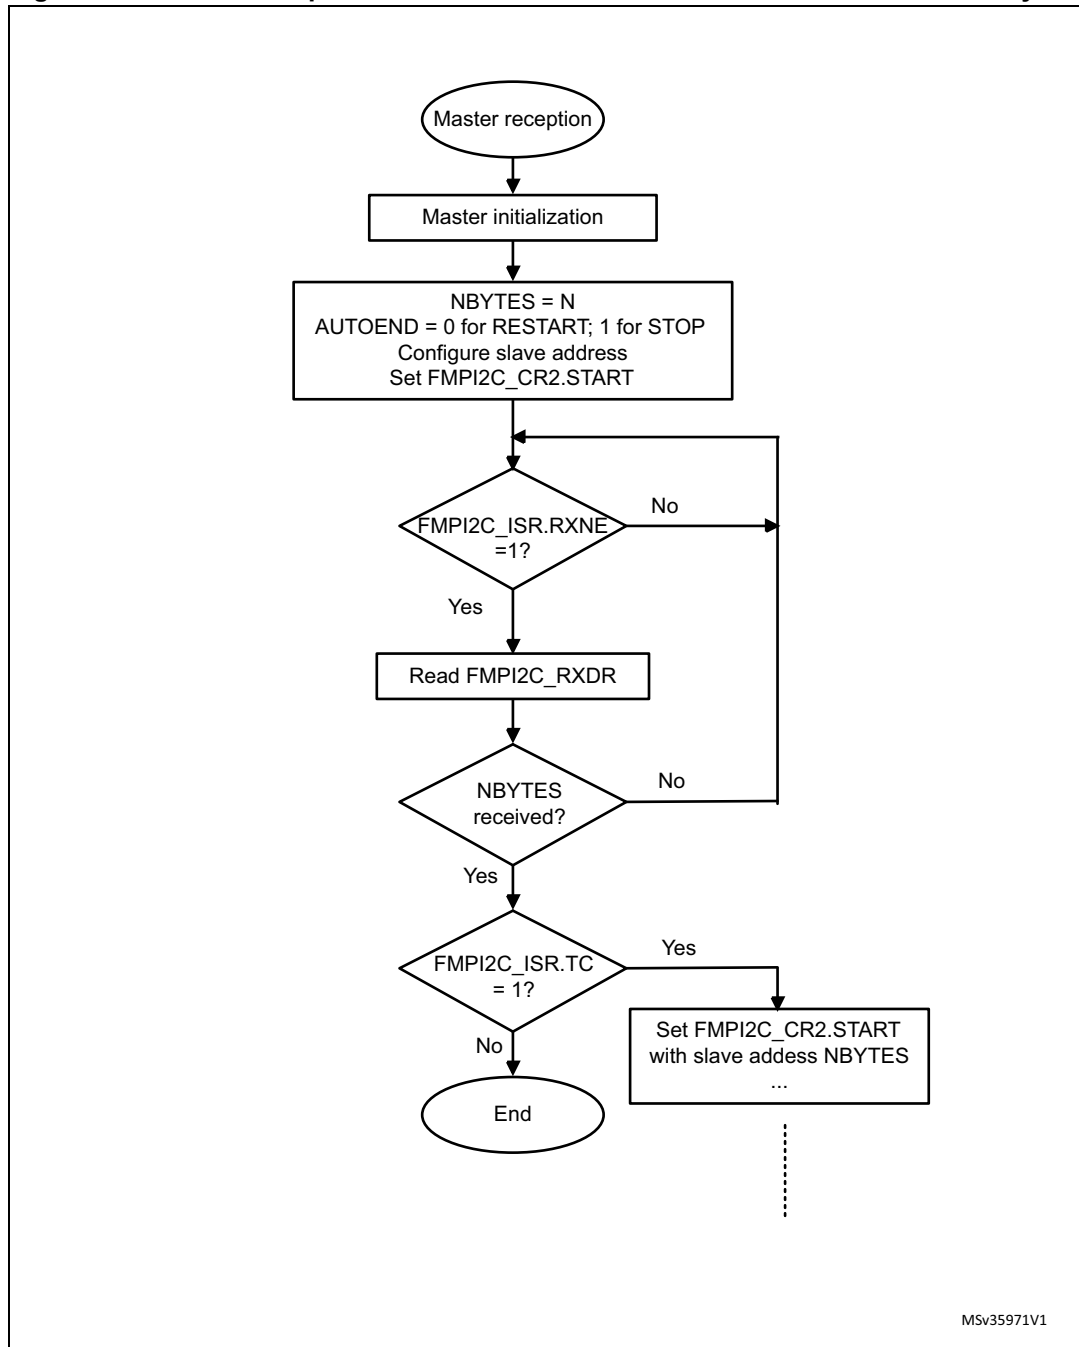 Master reception
Master initialization
NBYTES = N
AUTOEND = 0 for RESTART; 1 for STOP
Configure slave address
Set FMPI2C_CR2.START
FMPI2C_ISR.RXNE
=1?
No
Yes
Read FMPI2C_RXDR
NBYTES
received?
No
Yes
FMPI2C_ISR.TC
= 1?
Yes
Set FMPI2C_CR2.START
with slave addess NBYTES
...
No
End
MSv35971V1